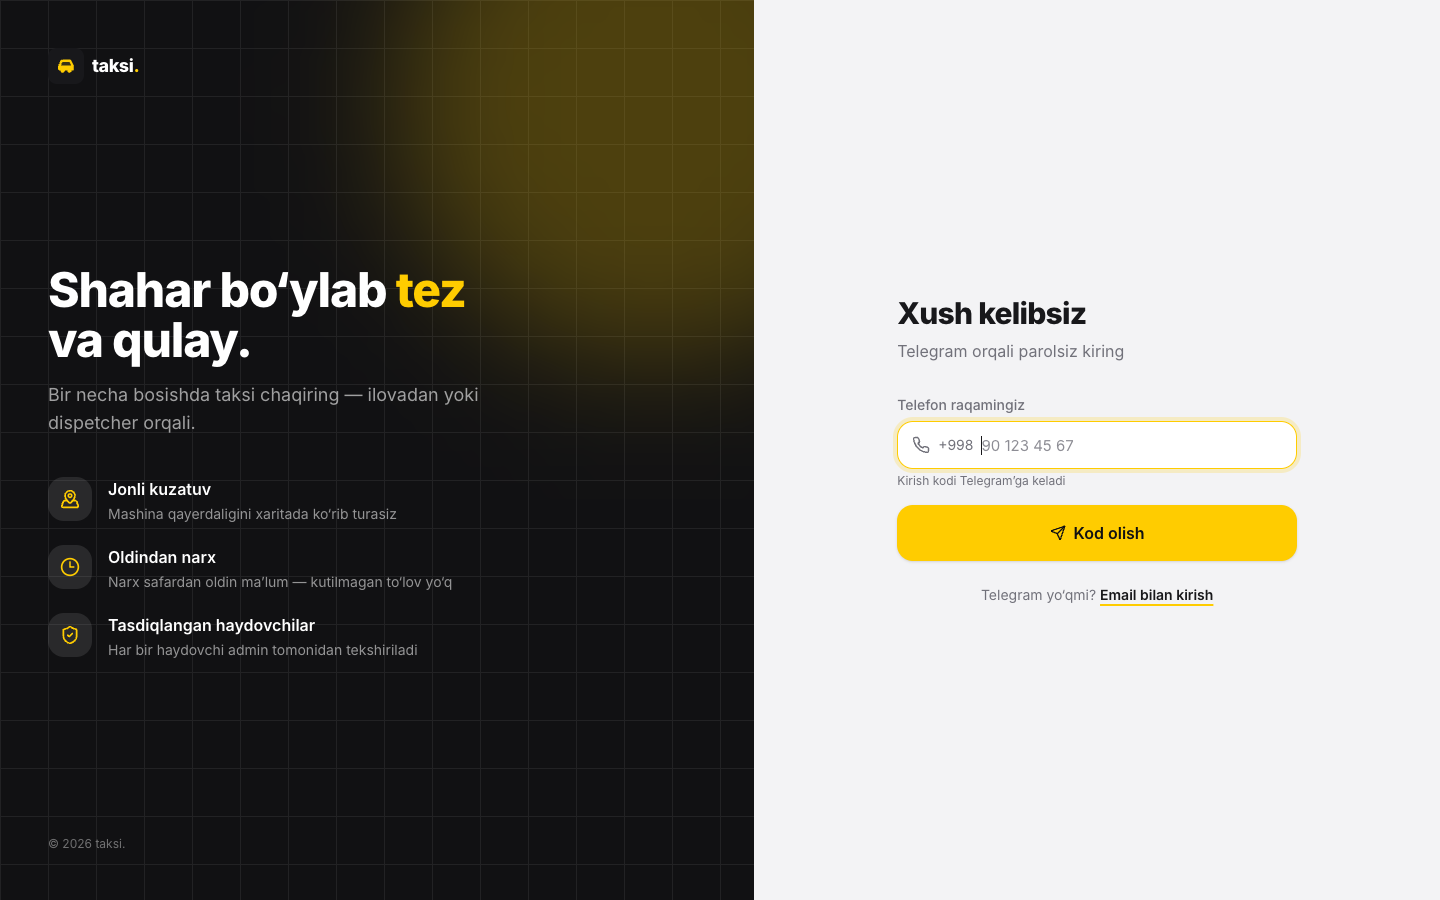 taksi.
Shahar bo‘ylab tez
va qulay.
Bir necha bosishda taksi chaqiring — ilovadan yoki
dispetcher orqali.
Jonli kuzatuv
Mashina qayerdaligini xaritada ko‘rib turasiz
Oldindan narx
Narx safardan oldin ma’lum — kutilmagan to‘lov yo‘q
Tasdiqlangan haydovchilar
Har bir haydovchi admin tomonidan tekshiriladi
© 2026 taksi.
Xush kelibsiz
Telegram orqali parolsiz kiring
Telefon raqamingiz
+998 90 123 45 67
Kirish kodi Telegram’ga keladi
Kod olish
Telegram yo‘qmi? Email bilan kirish